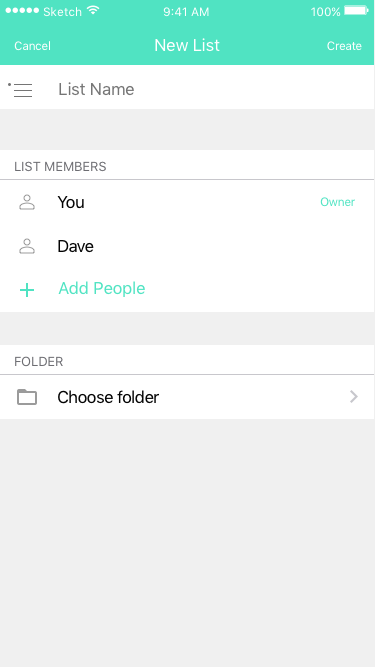 Sketch 9:41 AM 100%
Cancel New List Create
List Name
LIST MEMBERS
You Owner
Dave
Add People
FOLDER
Choose folder